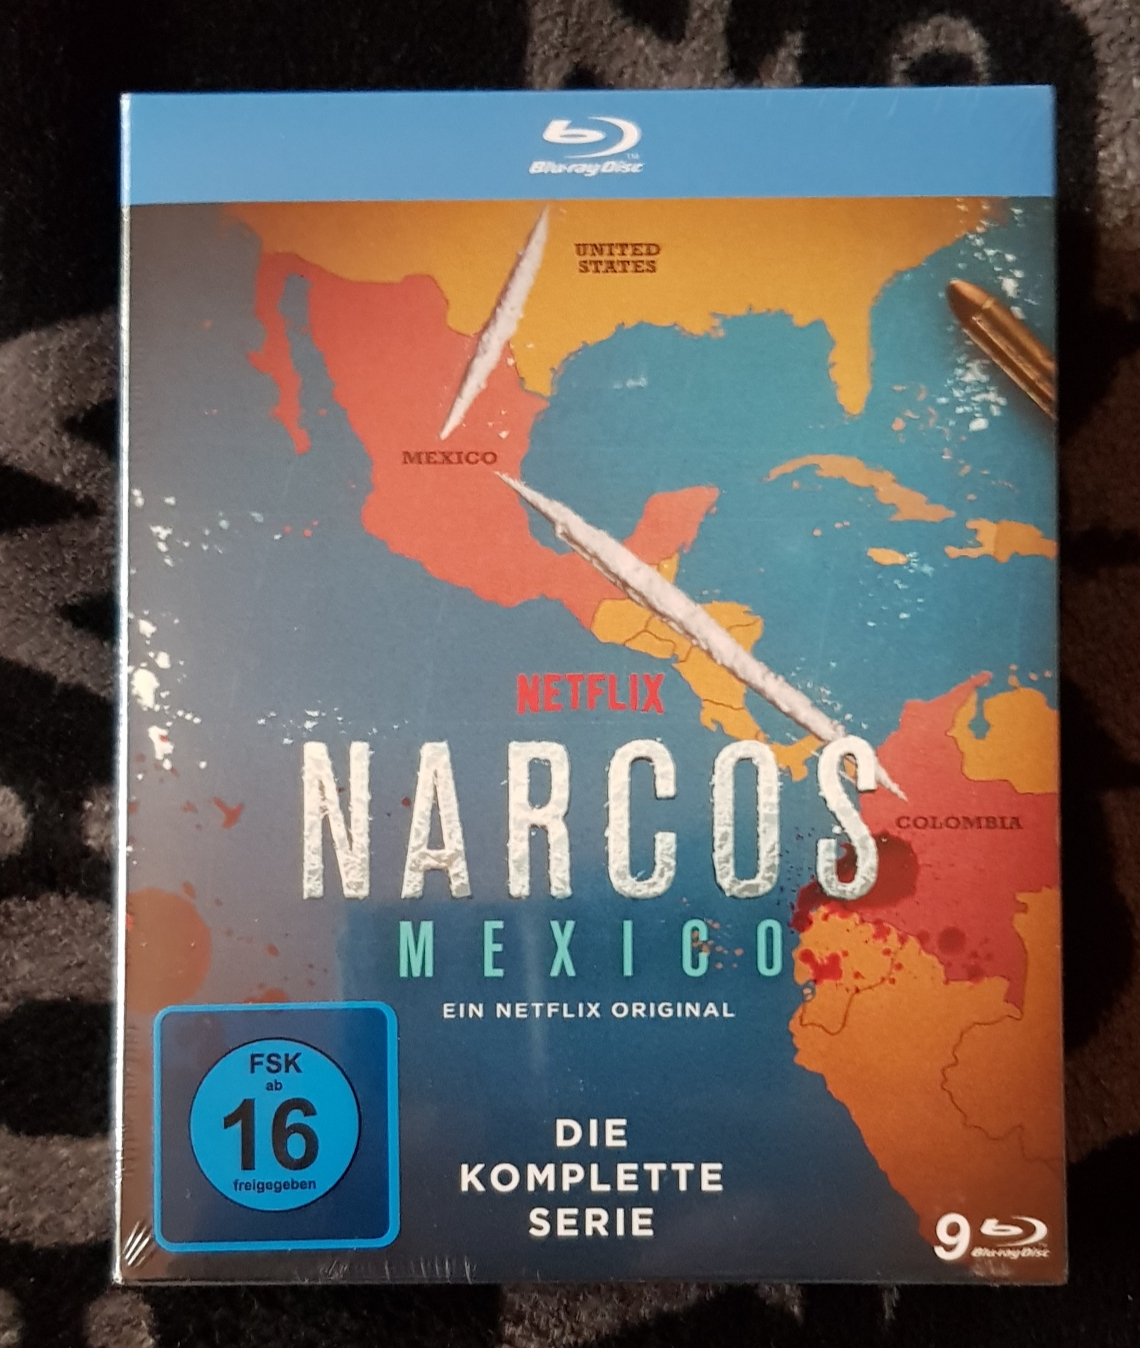 Blu-ray Disc
TM
UNITED
STATES
MEXICO
NETFLIX
NARCOS
COLOMBIA
MEXICO
EIN NETFLIX ORIGINAL
FSK
ab
16
freigegeben
DIE
KOMPLETTE
SERIE
9 Blu-ray Disc